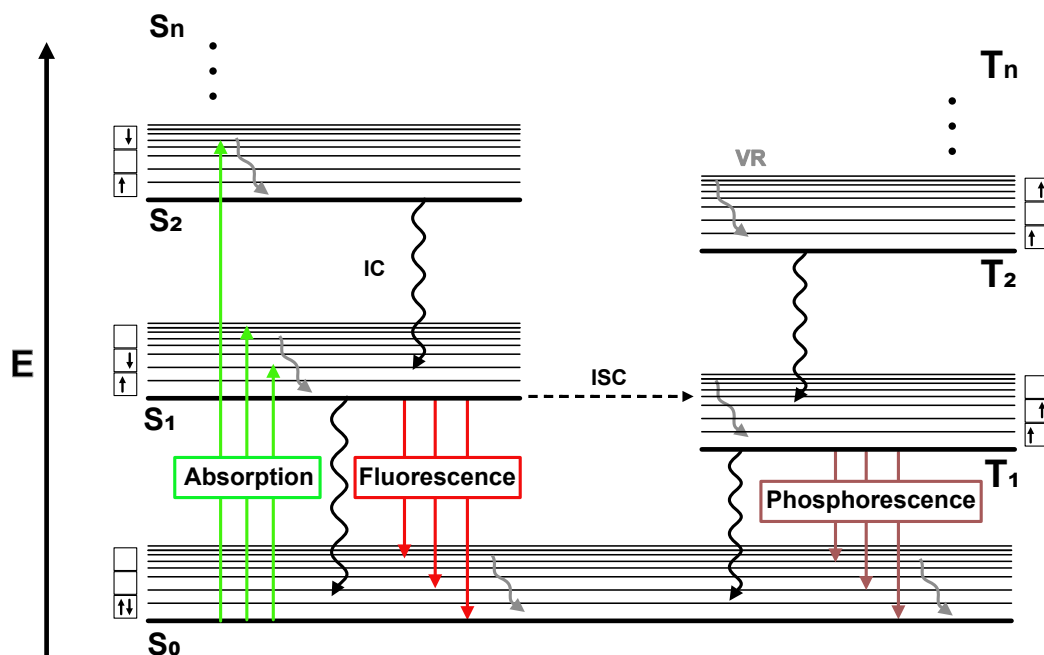 Sn
Tn
VR
S₂
IC
T₂
E
ISC
S₁
Absorption
Fluorescence
T₁
Phosphorescence
S₀